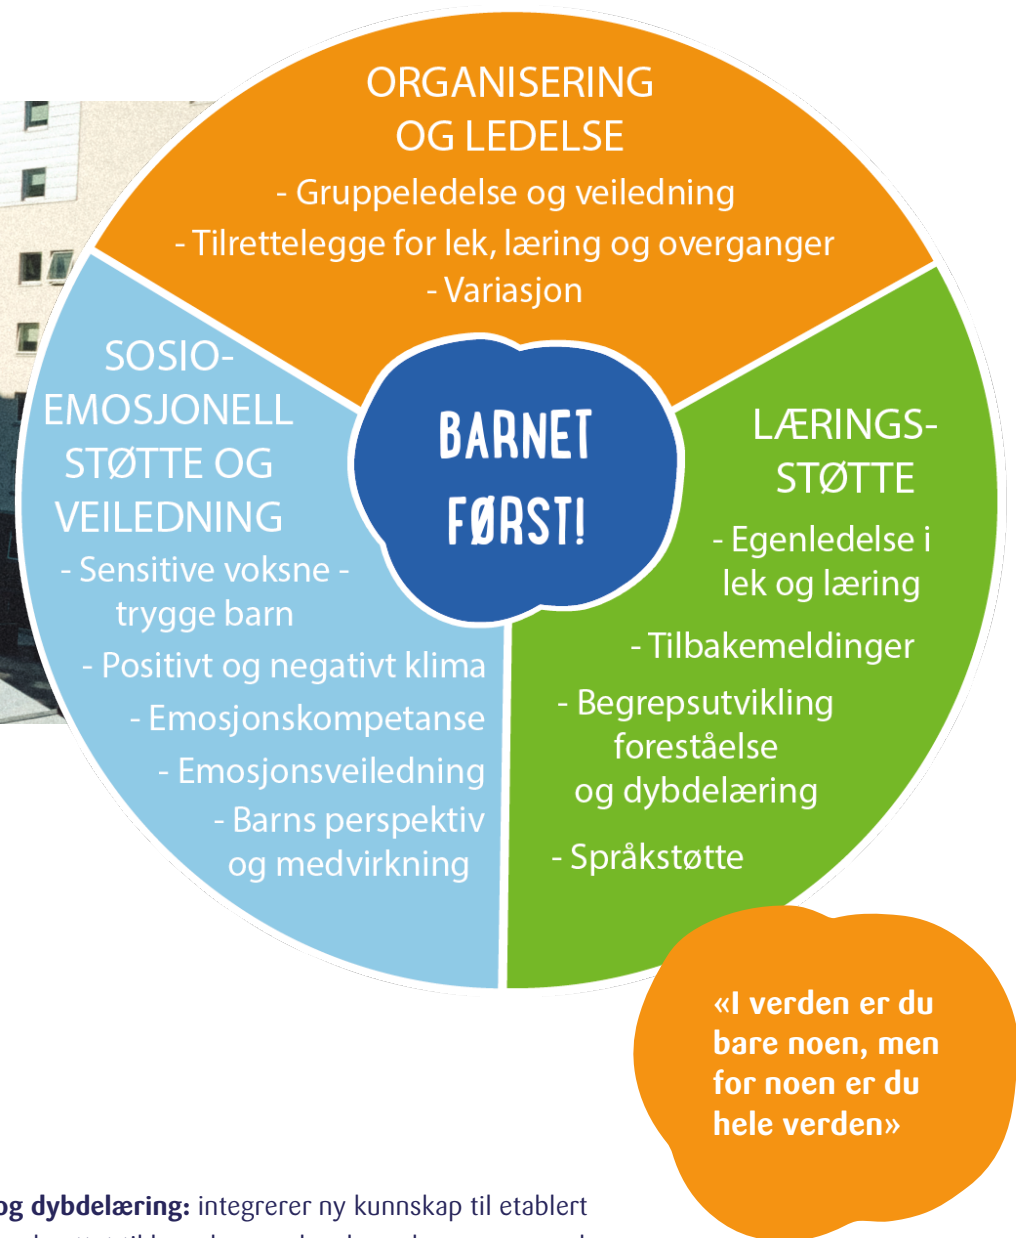 ORGANISERING
OG LEDELSE
- Gruppeledelse og veiledning
- Tilrettelegge for lek, læring og overganger
- Variasjon
SOSIO-
EMOSJONELL
STØTTE OG
VEILEDNING
- Sensitive voksne -
trygge barn
- Positivt og negativt klima
- Emosjonskompetanse
- Emosjonsveiledning
- Barns perspektiv
og medvirkning
BARNET
FØRST!
LÆRINGS-
STØTTE
- Egenledelse i
lek og læring
- Tilbakemeldinger
- Begrepsutvikling
foreståelse
og dybdelæring
- Språkstøtte
«I verden er du
bare noen, men
for noen er du
hele verden»
og dybdelæring: integrerer ny kunnskap til etablert